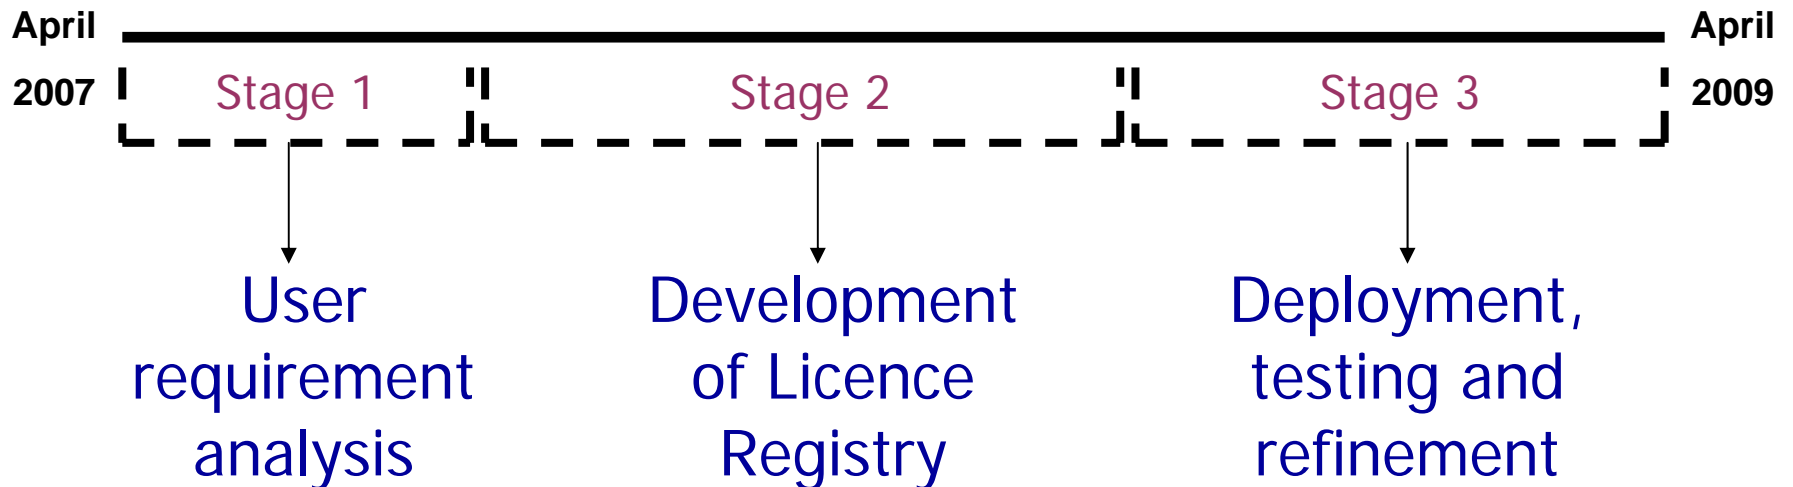 April
2007
Stage 1
Stage 2
Stage 3
April
2009
User
requirement
analysis
Development
of Licence
Registry
Deployment,
testing and
refinement